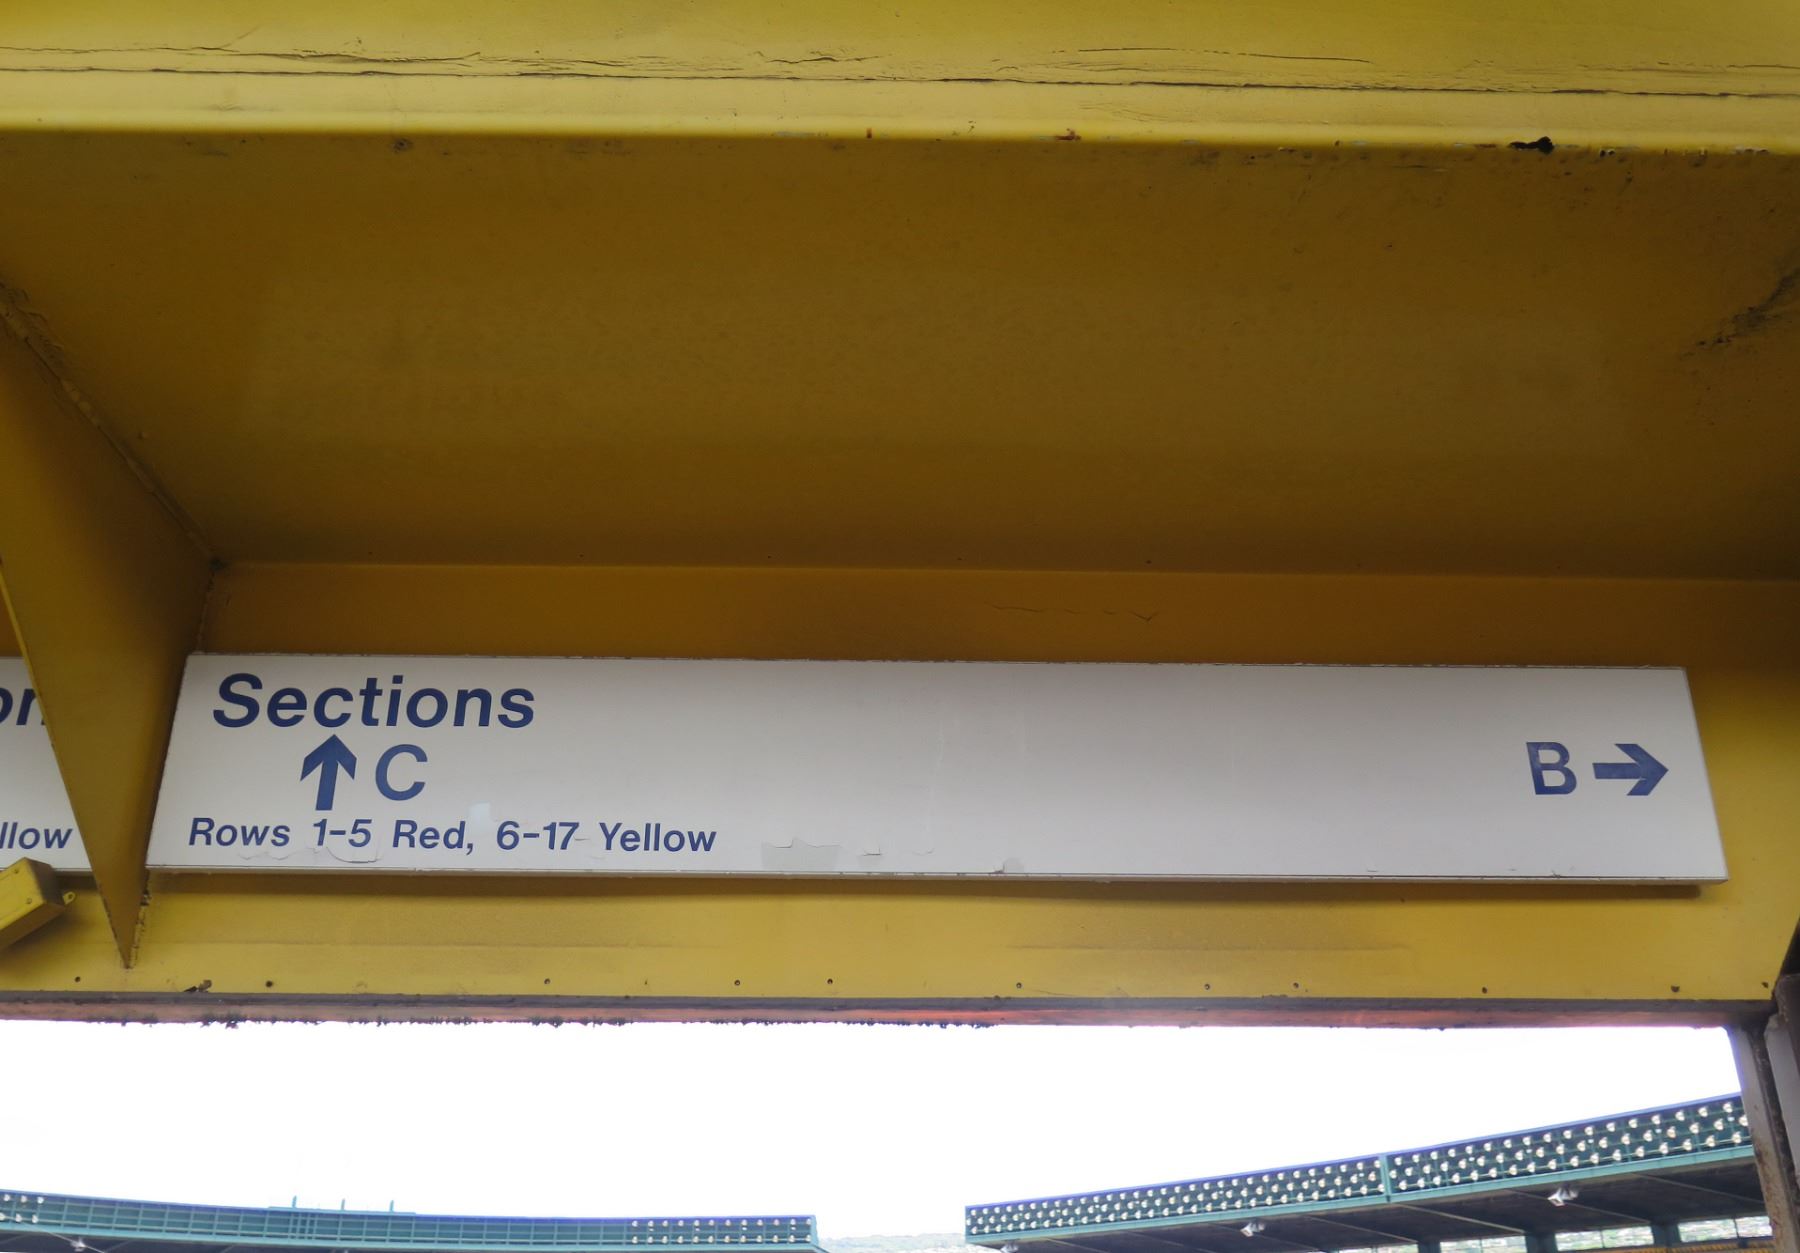 Sections
↑ C
B →
Rows 1-5 Red, 6-17 Yellow